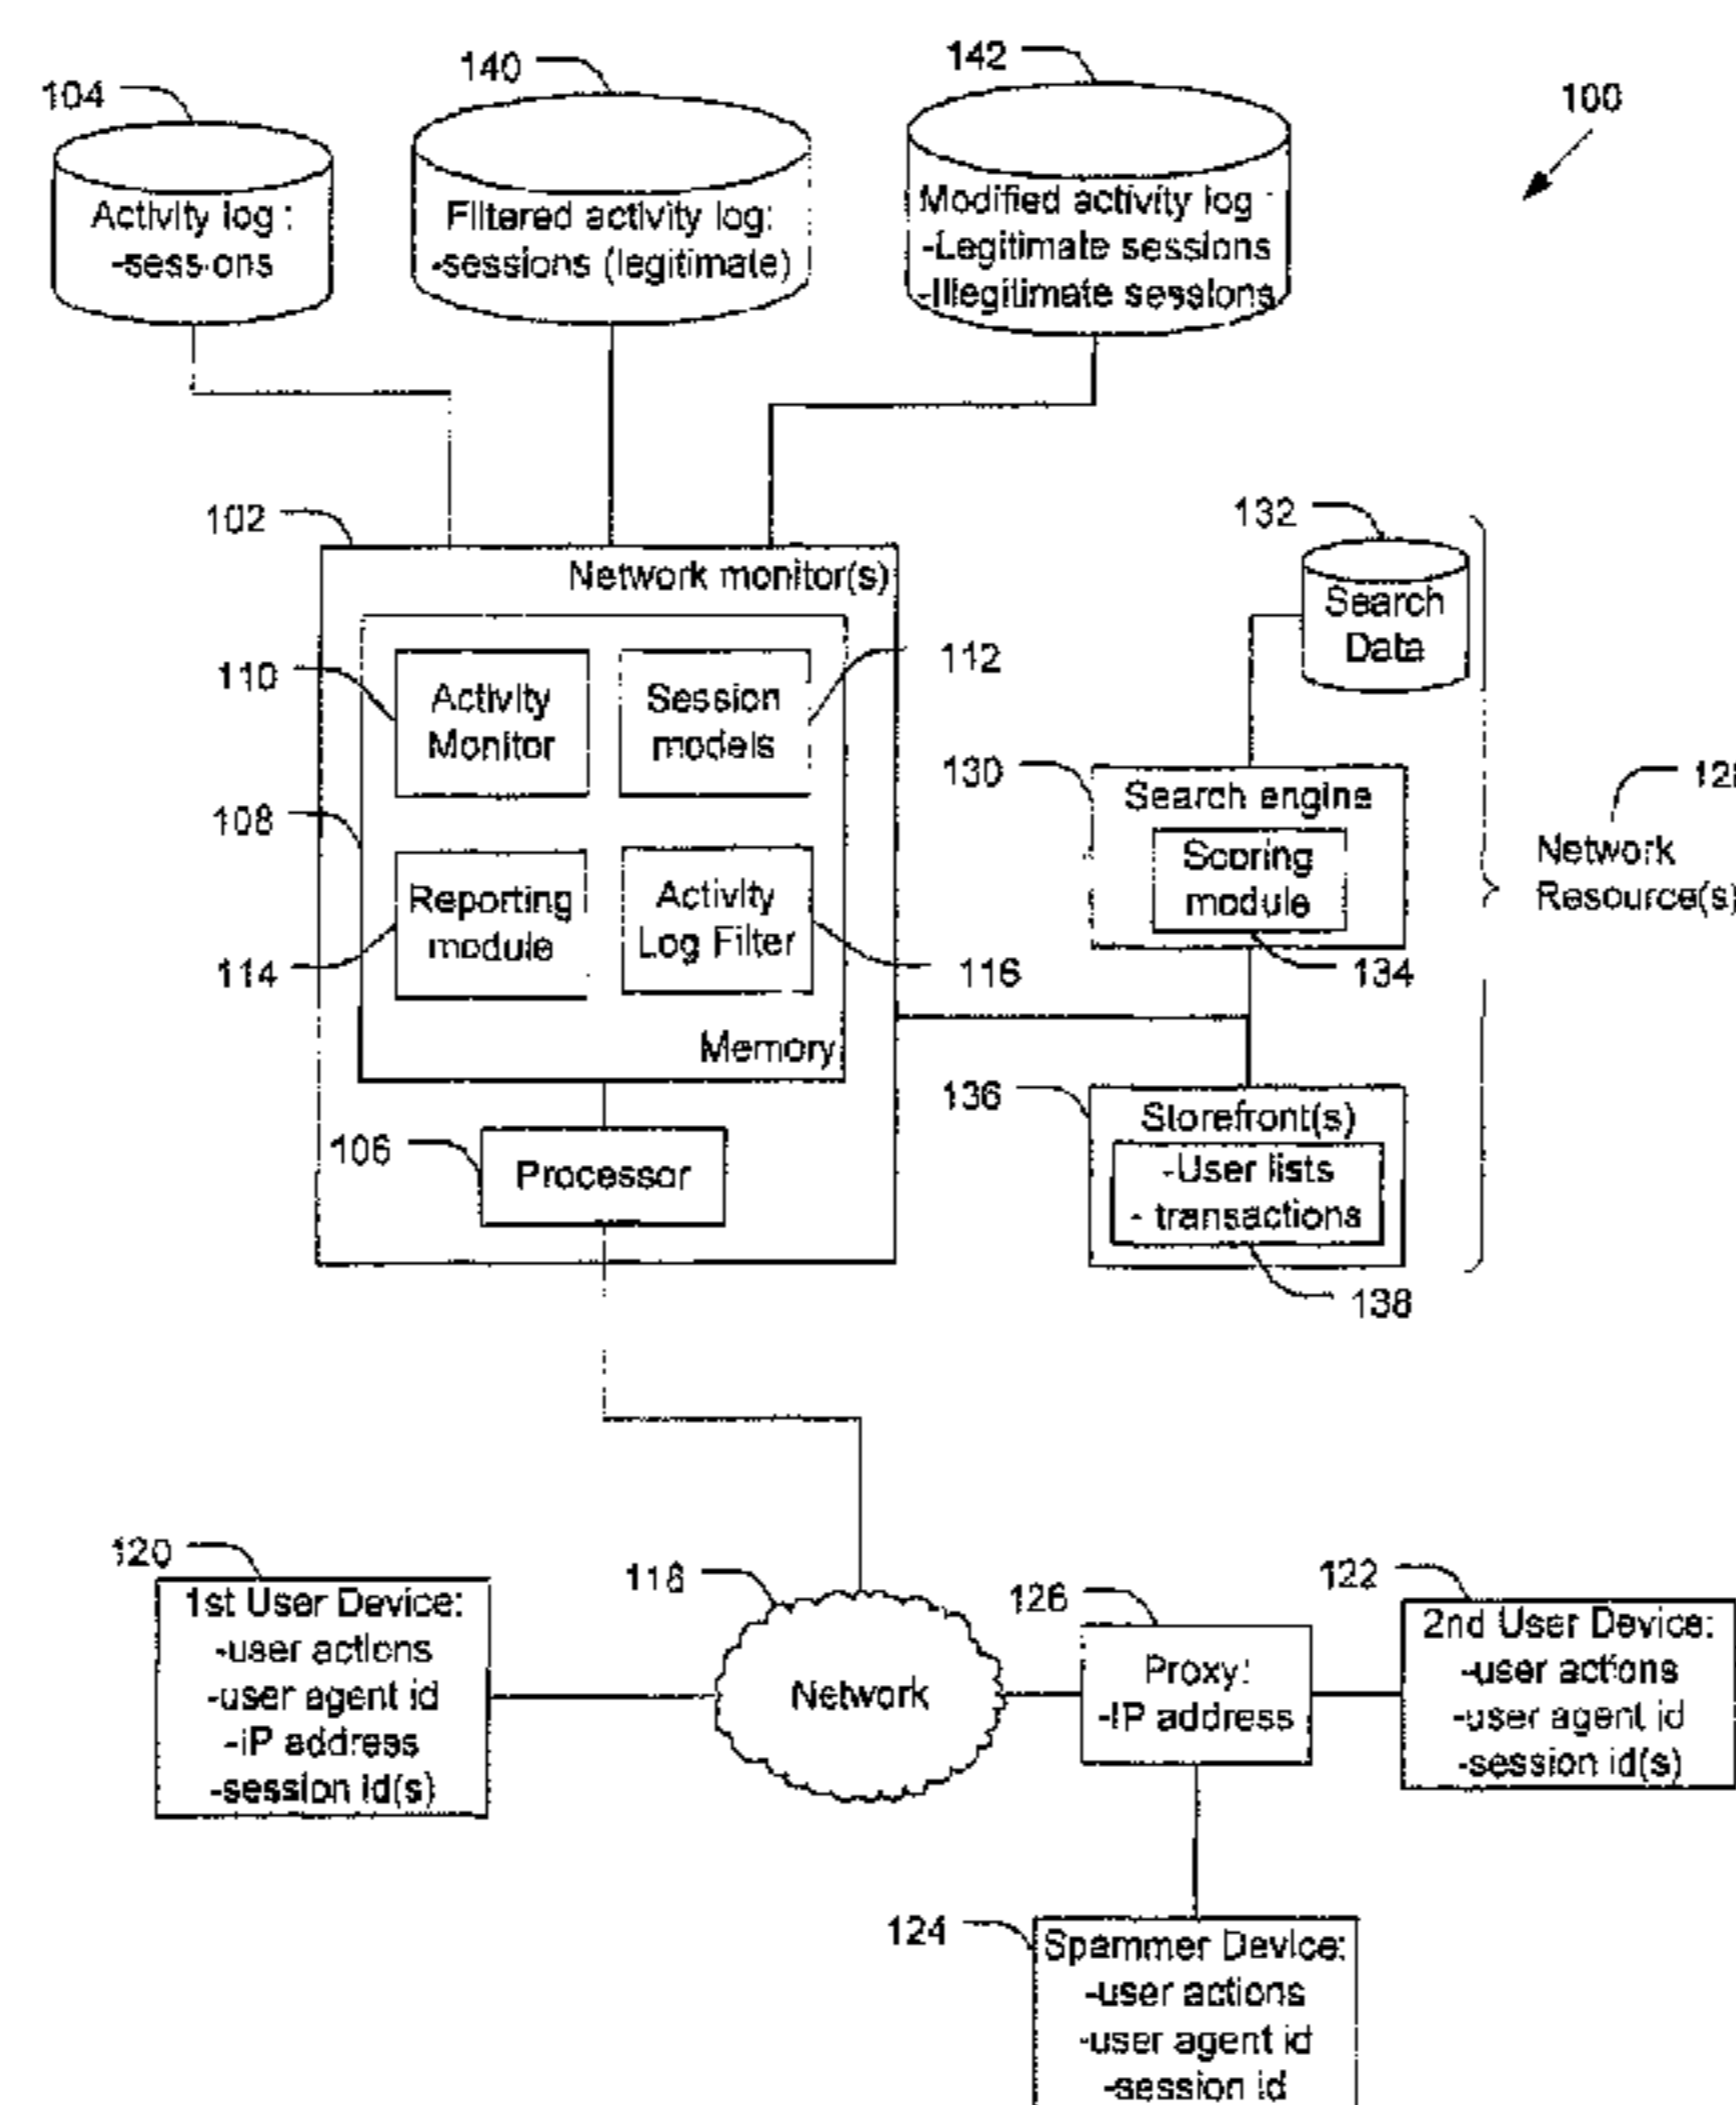 104
140
142
100
Activity log :
-sessions
Filtered activity log:
-sessions (legitimate)
Modified activity log :
-Legitimate sessions
-Illegitimate sessions
102
Network monitor(s)
132
Search
Data
110
Activity
Monitor
Session
models
112
108
130
Search engine
Scoring
module
134
Network
Resource(s)
Reporting
module
114
Activity
Log Filter
116
Memory
136
Storefront(s)
-User lists
- transactions
138
106
Processor
120
1st User Device:
-user actions
-user agent id
-IP address
-session id(s)
118
Network
126
Proxy:
-IP address
122
2nd User Device:
-user actions
-user agent id
-session id(s)
124
Spammer Device:
-user actions
-user agent id
-session id